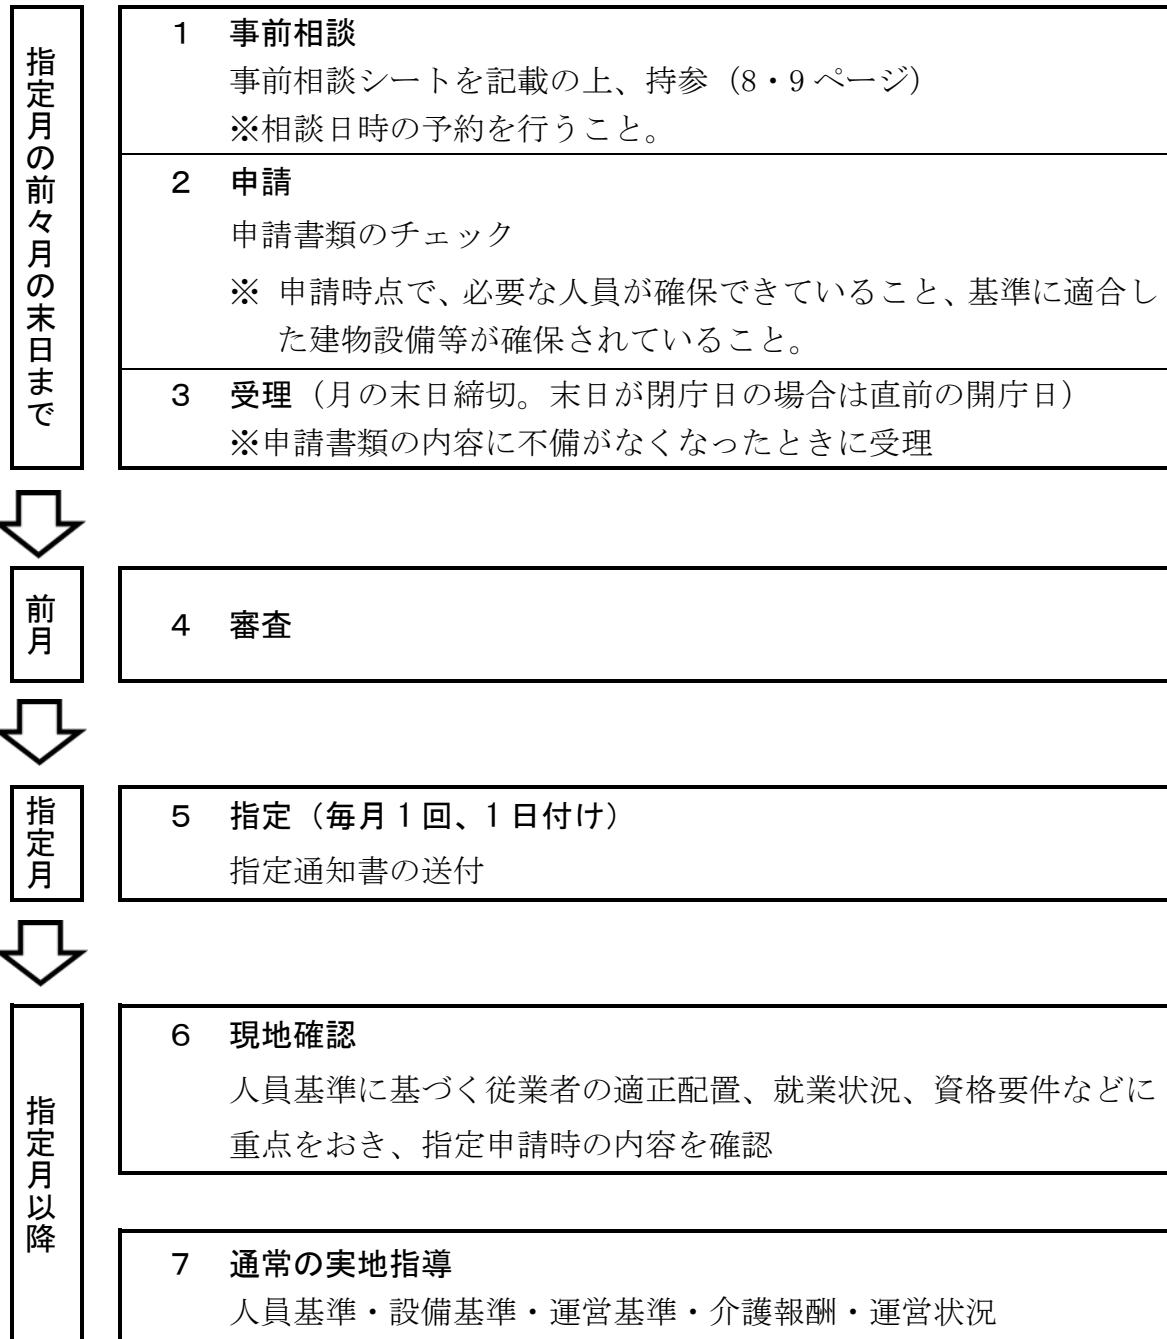 指定月の前々月の末日まで
１　事前相談
事前相談シートを記載の上、持参（8・9 ページ）
※相談日時の予約を行うこと。
２　申請
申請書類のチェック
※ 申請時点で、必要な人員が確保できていること、基準に適合し
た建物設備等が確保されていること。
３　受理（月の末日締切。末日が閉庁日の場合は直前の開庁日）
※申請書類の内容に不備がなくなったときに受理
前月
４　審査
指定月
５　指定（毎月１回、１日付け）
指定通知書の送付
指定月以降
６　現地確認
人員基準に基づく従業者の適正配置、就業状況、資格要件などに
重点をおき、指定申請時の内容を確認
７　通常の実地指導
人員基準・設備基準・運営基準・介護報酬・運営状況